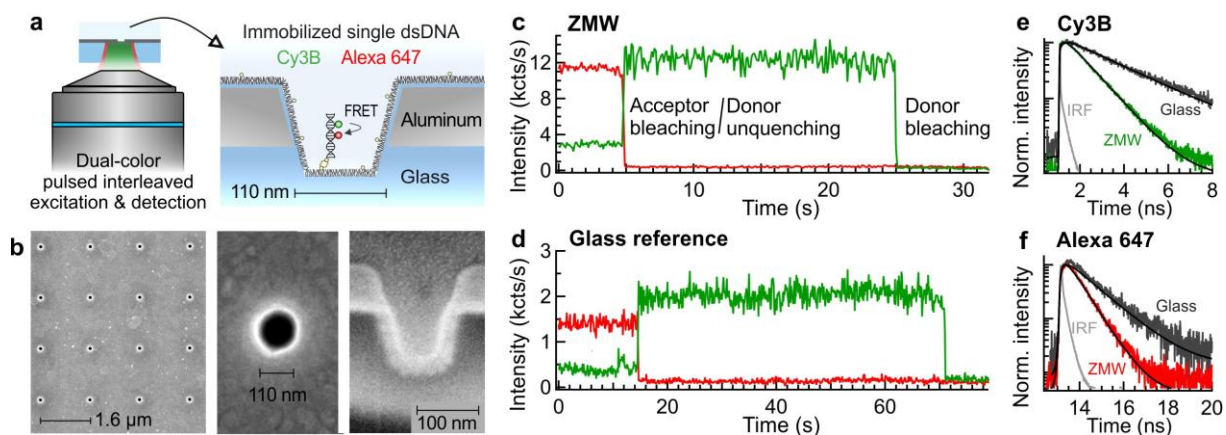 a
Immobilized single dsDNA
Cy3B Alexa 647
FRET
Aluminum
Glass
110 nm
Dual-color
pulsed interleaved
excitation & detection
b
1.6 μm
110 nm
100 nm
c ZMW
Intensity (kcts/s)
12
8
4
0
Acceptor bleaching / Donor unquenching
Donor bleaching
0 10 20 30
Time (s)
d Glass reference
Intensity (kcts/s)
3
2
1
0
0 20 40 60
Time (s)
e Cy3B
Norm. intensity
IRF
Glass
ZMW
2 4 6 8
Time (ns)
f Alexa 647
Norm. intensity
IRF
Glass
ZMW
14 16 18 20
Time (ns)